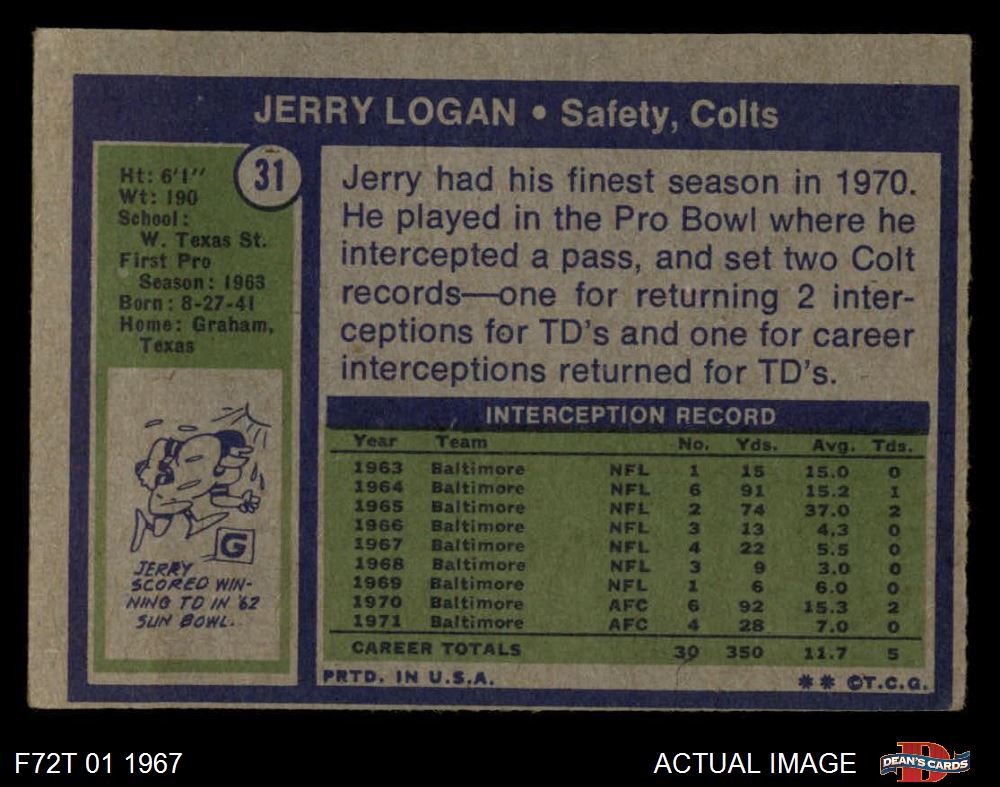 JERRY LOGAN • Safety, Colts
31
Ht: 6'1"
Wt: 190
School:
W. Texas St.
First Pro
Season: 1963
Born: 8-27-41
Home: Graham,
Texas
G
JERRY
SCORED WIN-
NING TD IN '62
SUN BOWL.
Jerry had his finest season in 1970.
He played in the Pro Bowl where he
intercepted a pass, and set two Colt
records—one for returning 2 inter-
ceptions for TD's and one for career
interceptions returned for TD's.
INTERCEPTION RECORD
Year Team No. Yds. Avg. Tds.
1963 Baltimore NFL 1 15 15.0 0
1964 Baltimore NFL 6 91 15.2 1
1965 Baltimore NFL 2 74 37.0 2
1966 Baltimore NFL 3 13 4.3 0
1967 Baltimore NFL 4 22 5.5 0
1968 Baltimore NFL 3 9 3.0 0
1969 Baltimore NFL 1 6 6.0 0
1970 Baltimore AFC 6 92 15.3 2
1971 Baltimore AFC 4 28 7.0 0
CAREER TOTALS 30 350 11.7 5
PRTD. IN U.S.A. ** ©T.C.G.
F72T 01 1967 ACTUAL IMAGE D DEAN'S CARDS